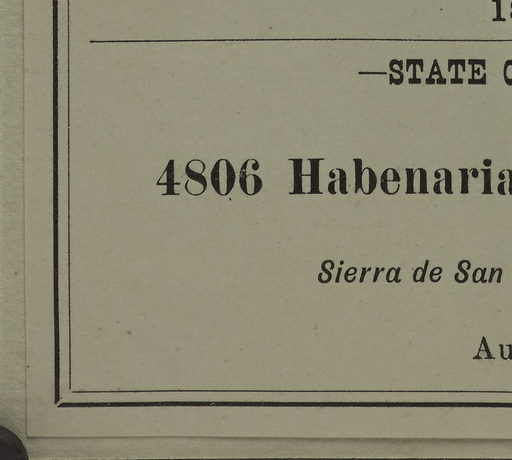 —STATE
4806 Habenaria
Sierra de San
Au